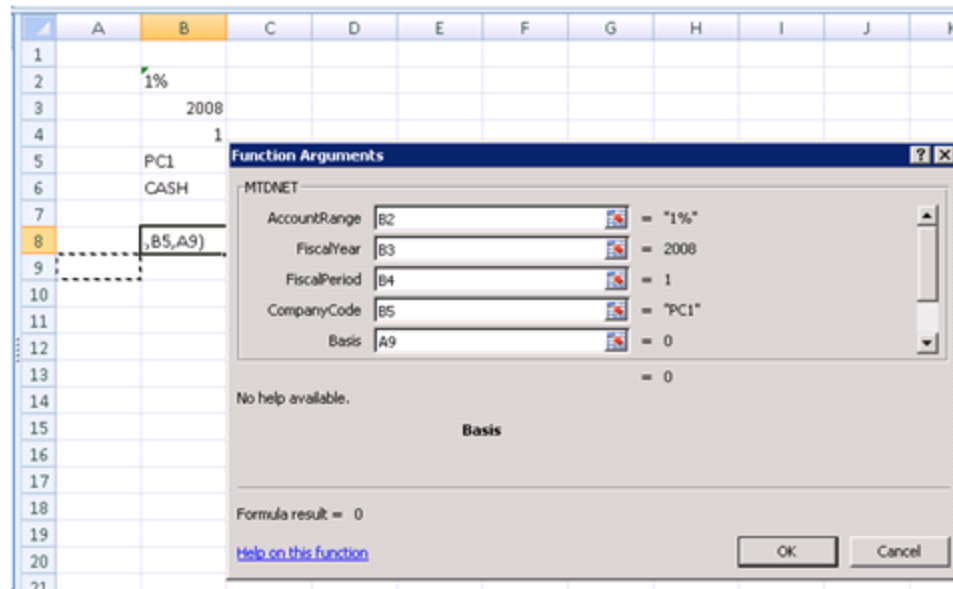 A B C D E F G H I J K
1
2 1%
3 2008
4 1
5 PC1
6 CASH
7
8 ,B5,A9)
9
10
11
12
13
14
15
16
17
18
19
20
21
Function Arguments
MTDNET
AccountRange B2 = "1%"
FiscalYear B3 = 2008
FiscalPeriod B4 = 1
CompanyCode B5 = "PC1"
Basis A9 = 0
= 0
No help available.
Basis
Formula result = 0
Help on this function OK Cancel